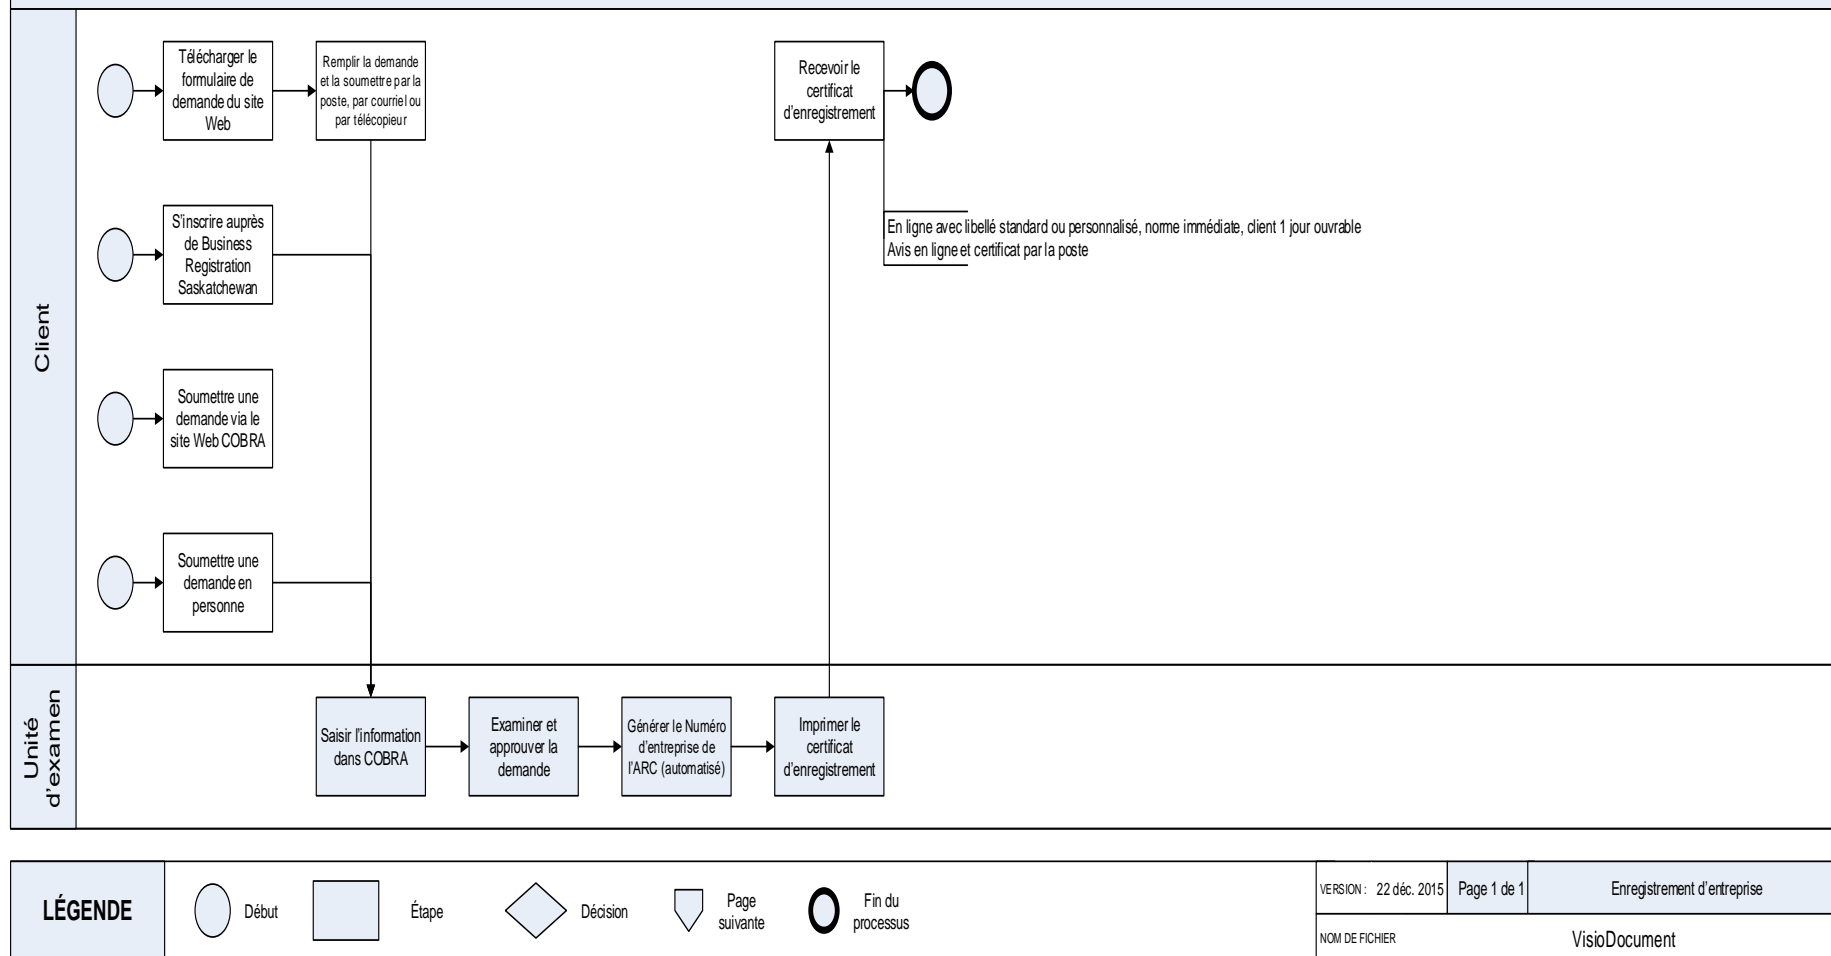 Client
Télécharger le
formulaire de
demande du site
Web
Remplir la demande
et la soumettre par la
poste, par courriel ou
par télécopieur
Recevoir le
certificat
d'enregistrement
S'inscrire auprès
de Business
Registration
Saskatchewan
En ligne avec libellé standard ou personnalisé, norme immédiate, client 1 jour ouvrable
Avis en ligne et certificat par la poste
Soumettre une
demande via le
site Web COBRA
Soumettre une
demande en
personne
Unité
d'examen
Saisir l'information
dans COBRA
Examiner et
approuver la
demande
Générer le Numéro
d'entreprise de
l'ARC (automatisé)
Imprimer le
certificat
d'enregistrement
LÉGENDE
Début
Étape
Décision
Page
suivante
Fin du
processus
VERSION : 22 déc. 2015
Page 1 de 1
Enregistrement d'entreprise
NOM DE FICHIER
VisioDocument